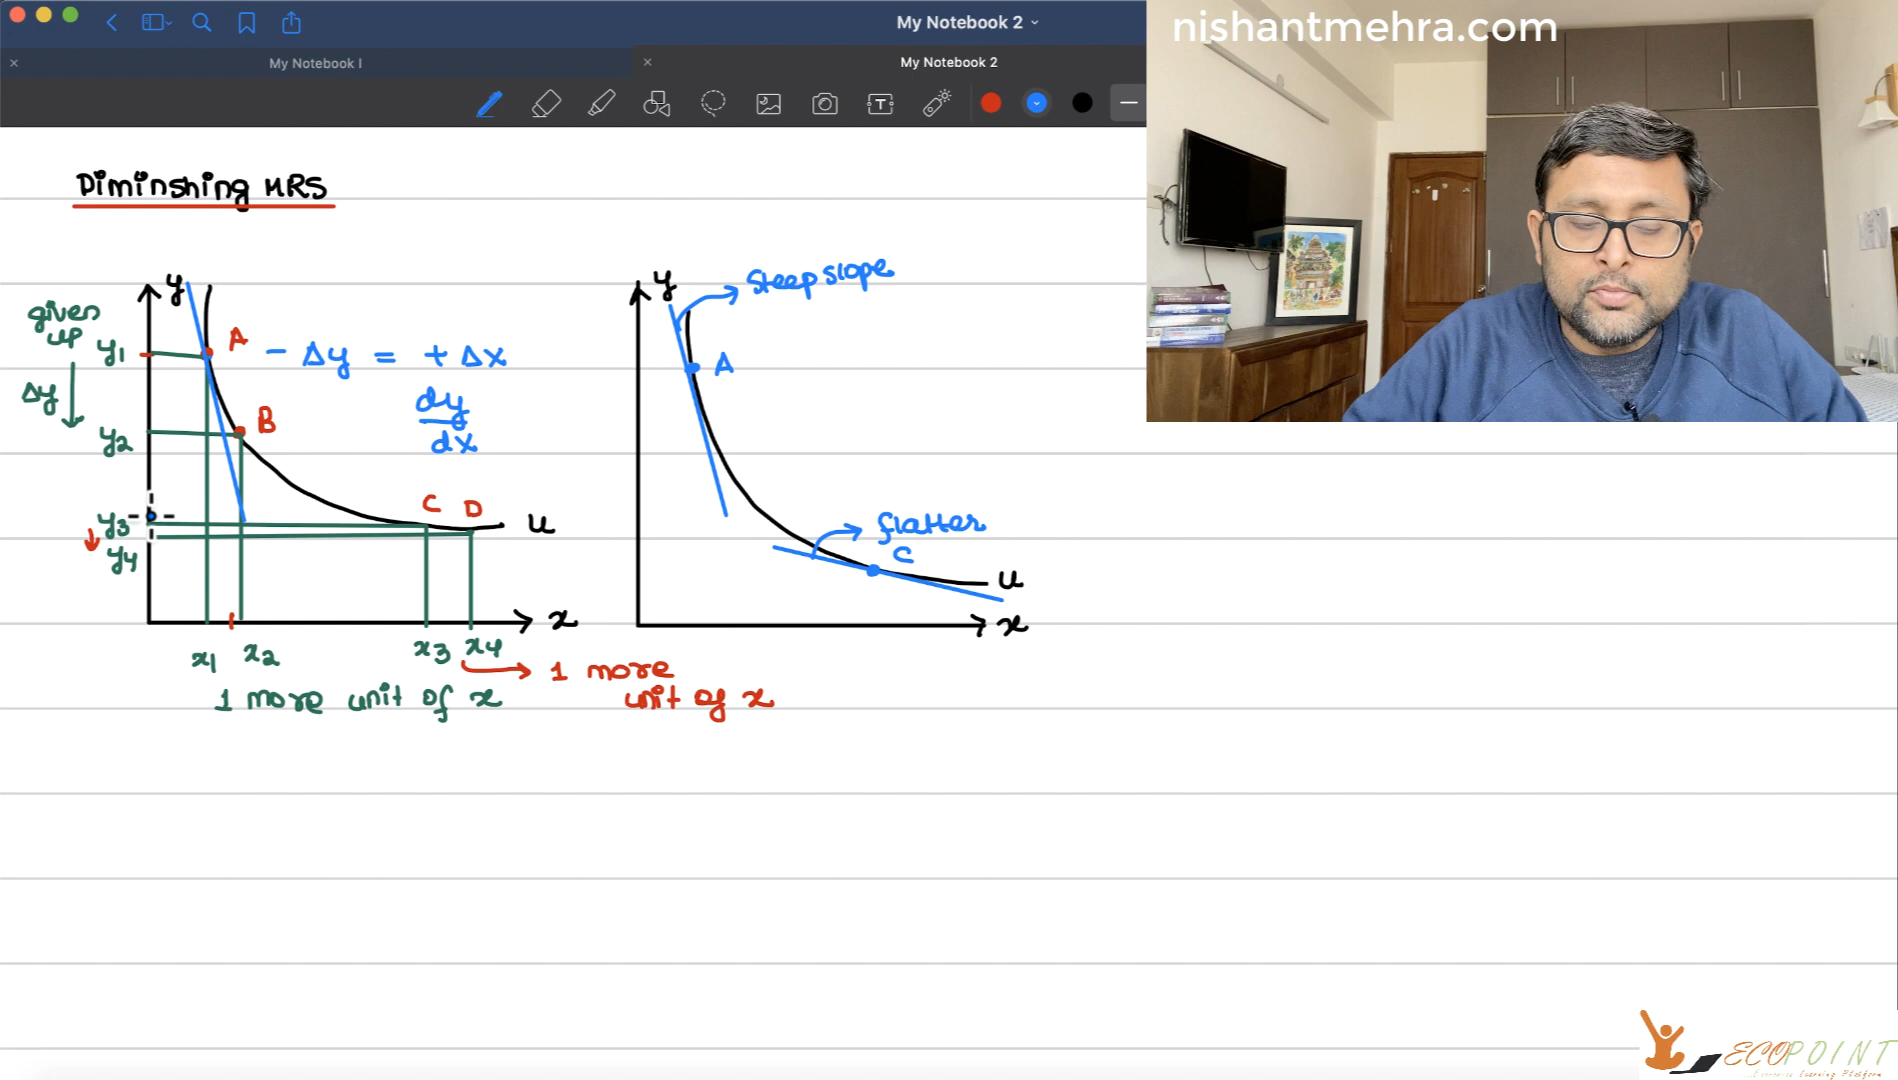 My Notebook 2
nishantmehra.com
My Notebook I
My Notebook 2
T
Diminshing MRS
y
given
up
y1
A
- Δy = + Δx
Δy
dy
dx
B
y2
C
D
u
y3
y4
x
x1
x2
x3
x4
1 more unit of x
1 more
unit of x
y
steep slope
A
flatter
C
u
x
ECOPOINT